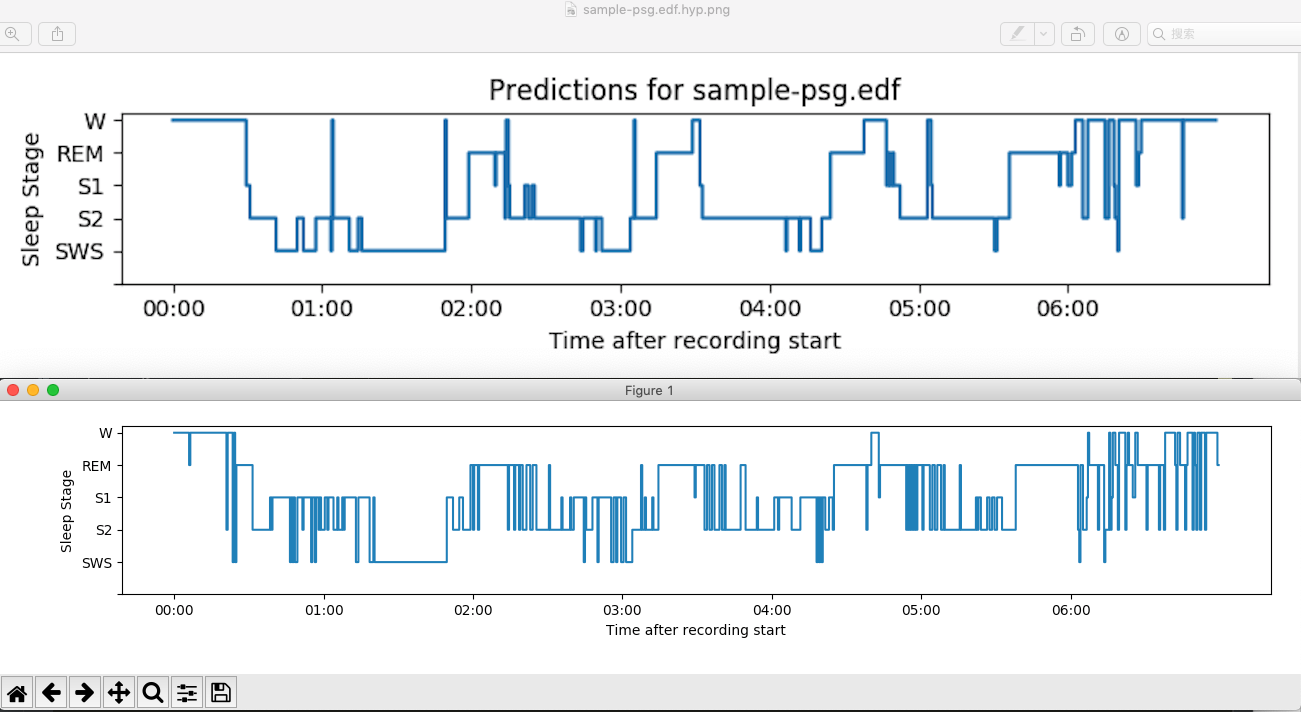 sample-psg.edf.hyp.png
搜索
Predictions for sample-psg.edf
Sleep Stage
W
REM
S1
S2
SWS
00:00 01:00 02:00 03:00 04:00 05:00 06:00
Time after recording start
Figure 1
Sleep Stage
W
REM
S1
S2
SWS
00:00 01:00 02:00 03:00 04:00 05:00 06:00
Time after recording start